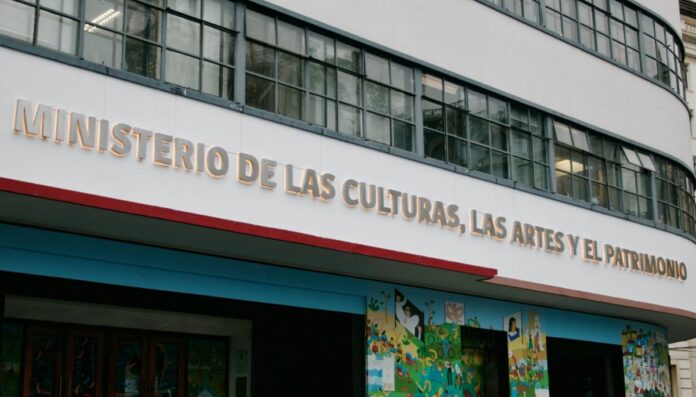 MINISTERIO DE LAS CULTURAS, LAS ARTES Y EL PATRIMONIO